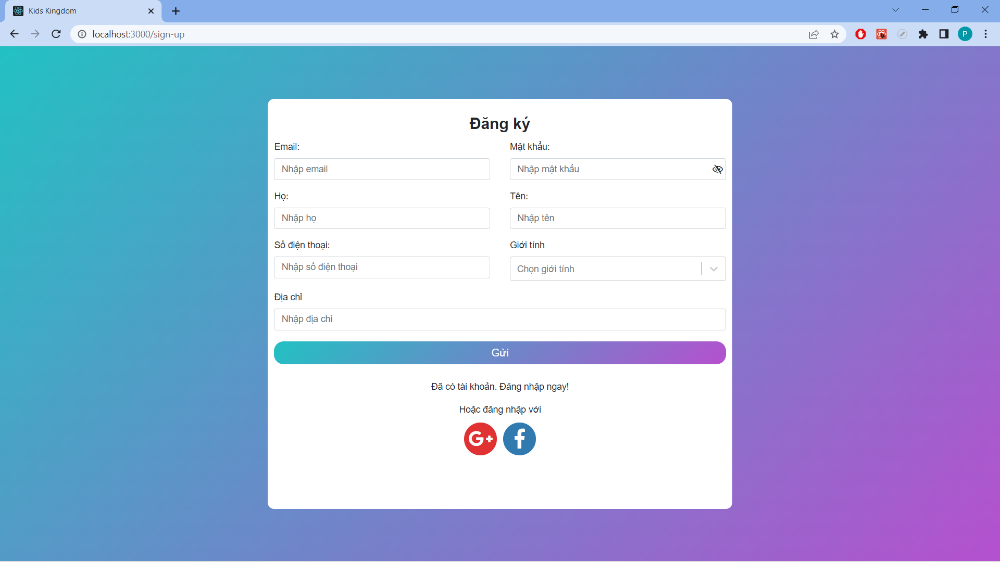 Kids Kingdom
localhost:3000/sign-up
P
Đăng ký
Email:
Mật khẩu:
Nhập email
Nhập mật khẩu
Họ:
Tên:
Nhập họ
Nhập tên
Số điện thoại:
Giới tính
Nhập số điện thoại
Chọn giới tính
Địa chỉ
Nhập địa chỉ
Gửi
Đã có tài khoản. Đăng nhập ngay!
Hoặc đăng nhập với
G+
f